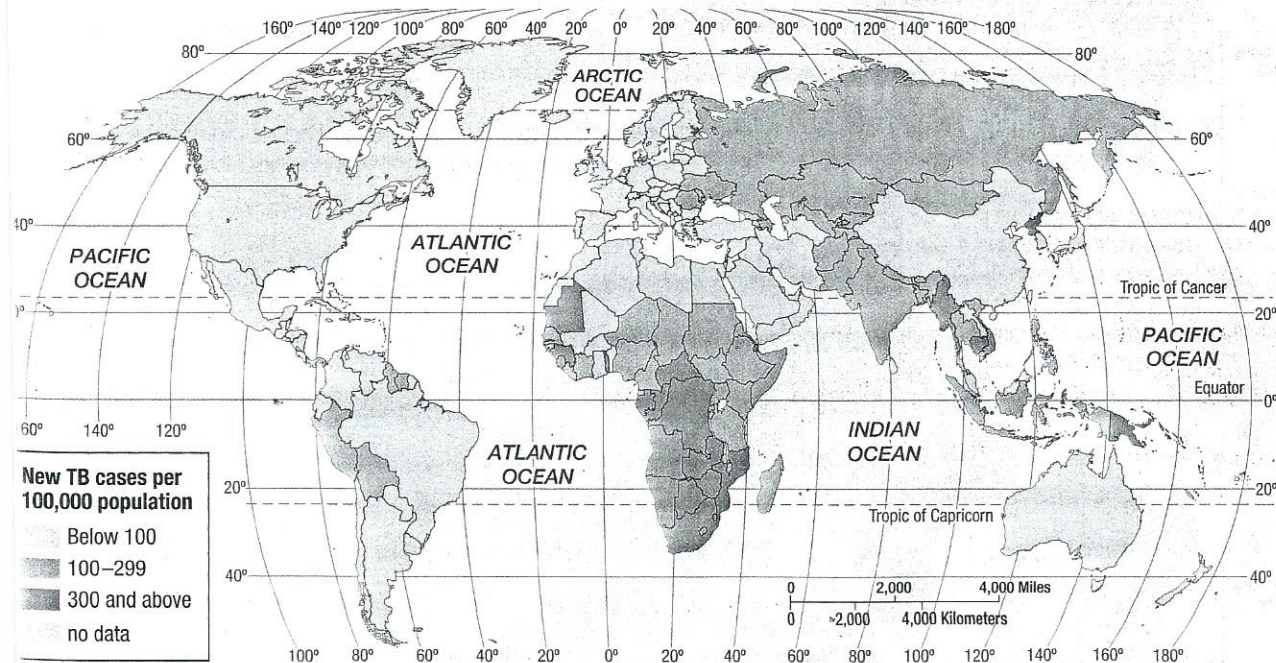 160° 140° 120° 100° 80° 60° 40° 20° 0° 20° 40° 60° 80° 100° 120° 140° 160° 180°
80° 80°
ARCTIC
OCEAN
60° 60°
40° 40°
PACIFIC
OCEAN
ATLANTIC
OCEAN
Tropic of Cancer
20°
PACIFIC
OCEAN
Equator
0° 0°
60° 140° 120°
ATLANTIC
OCEAN
INDIAN
OCEAN
New TB cases per
100,000 population
Below 100
100–299
300 and above
no data
20° 20°
Tropic of Capricorn
40° 40°
0 2,000 4,000 Miles
0 2,000 4,000 Kilometers
100° 80° 60° 40° 20° 0° 20° 40° 60° 80° 100° 120° 140° 160° 180°